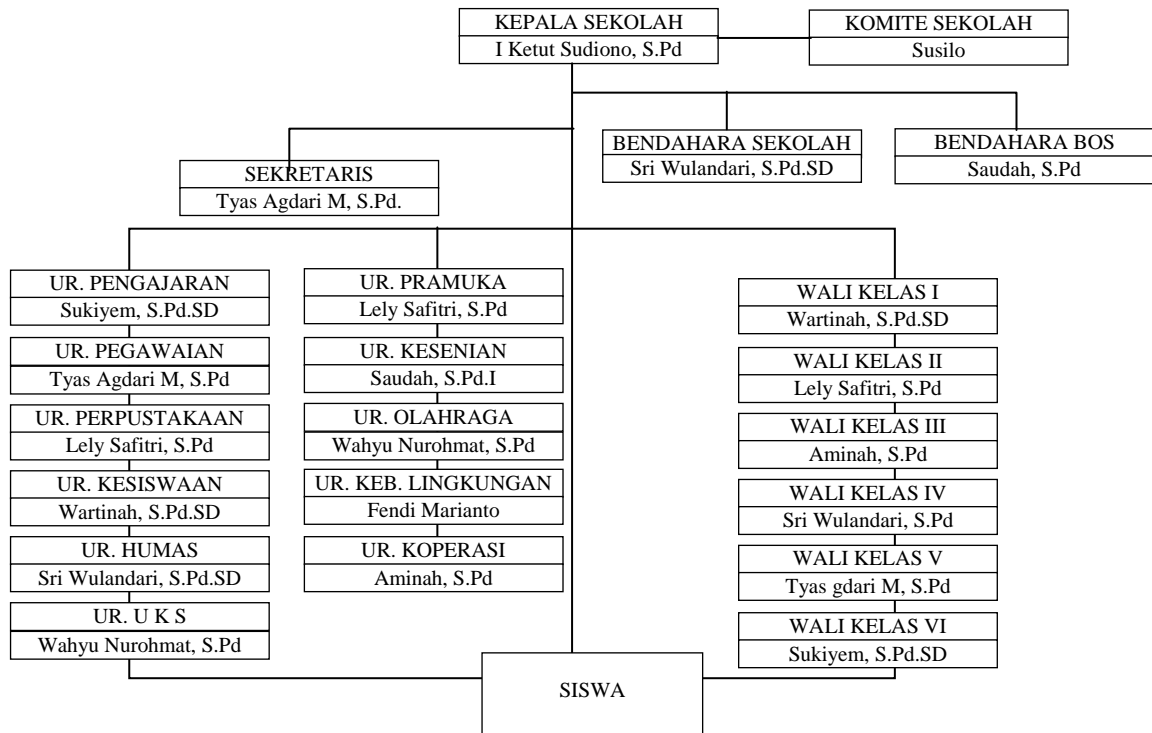 KEPALA SEKOLAH
I Ketut Sudiono, S.Pd
KOMITE SEKOLAH
Susilo
BENDAHARA SEKOLAH
Sri Wulandari, S.Pd.SD
BENDAHARA BOS
Saudah, S.Pd
SEKRETARIS
Tyas Agdari M, S.Pd.
UR. PENGAJARAN
Sukiyem, S.Pd.SD
UR. PEGAWAIAN
Tyas Agdari M, S.Pd
UR. PERPUSTAKAAN
Lely Safitri, S.Pd
UR. KESISWAAN
Wartinah, S.Pd.SD
UR. HUMAS
Sri Wulandari, S.Pd.SD
UR. U K S
Wahyu Nurohmat, S.Pd
UR. PRAMUKA
Lely Safitri, S.Pd
UR. KESENIAN
Saudah, S.Pd.I
UR. OLAHRAGA
Wahyu Nurohmat, S.Pd
UR. KEB. LINGKUNGAN
Fendi Marianto
UR. KOPERASI
Aminah, S.Pd
WALI KELAS I
Wartinah, S.Pd.SD
WALI KELAS II
Lely Safitri, S.Pd
WALI KELAS III
Aminah, S.Pd
WALI KELAS IV
Sri Wulandari, S.Pd
WALI KELAS V
Tyas gdari M, S.Pd
WALI KELAS VI
Sukiyem, S.Pd.SD
SISWA